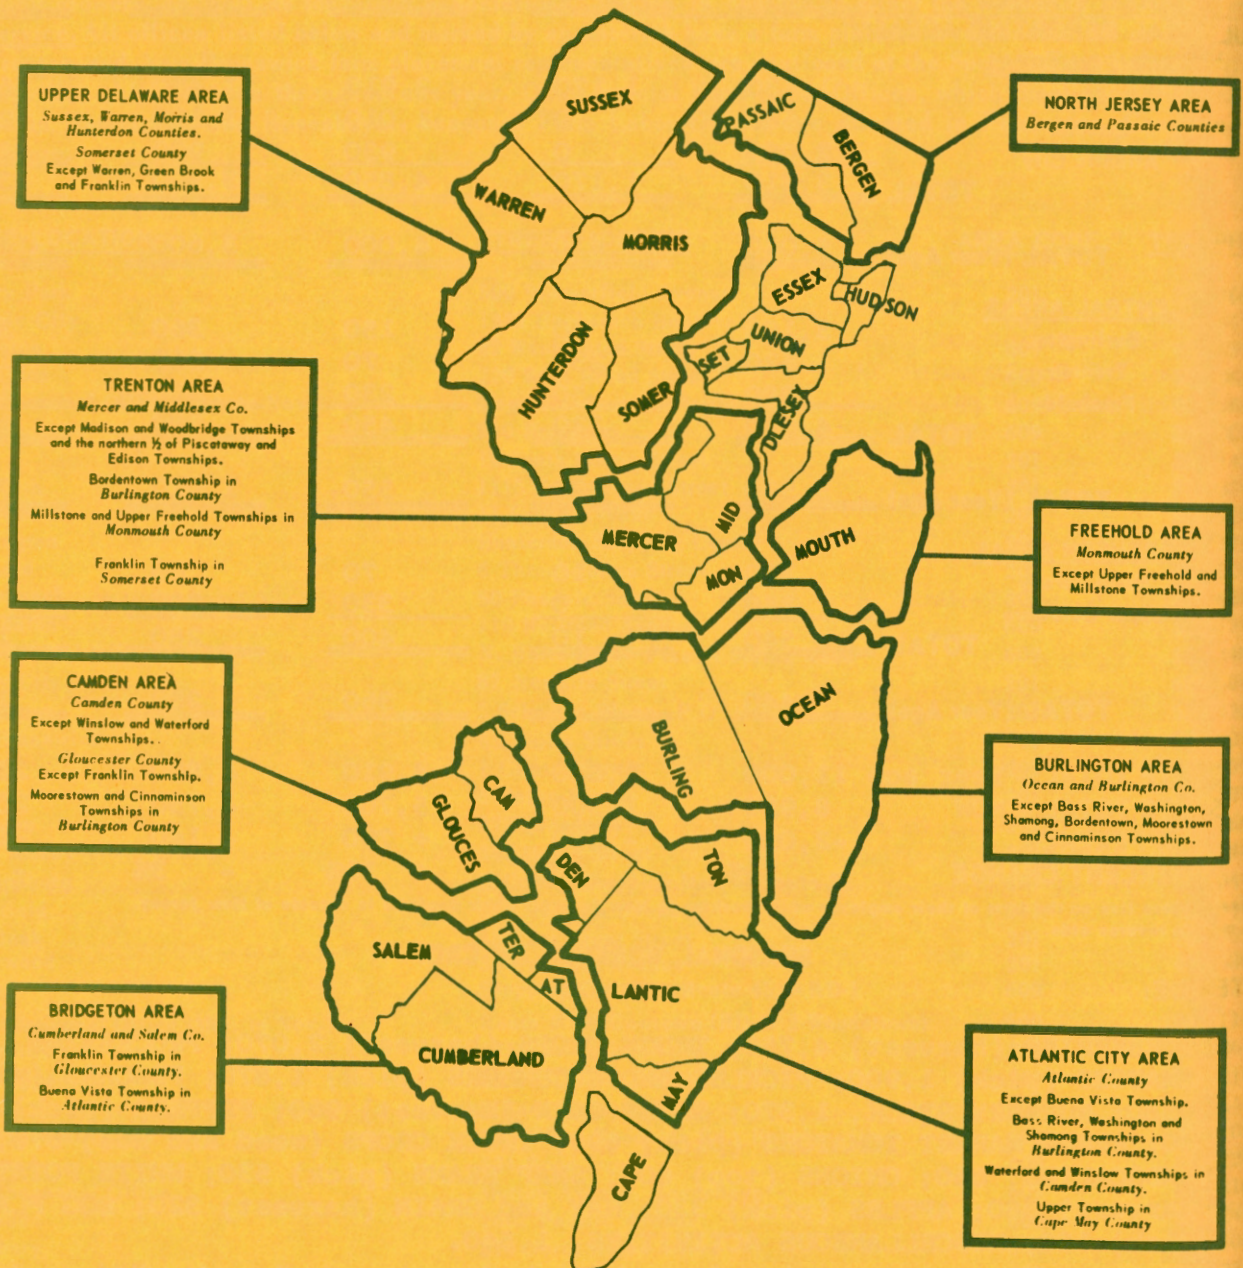 UPPER DELAWARE AREA
Sussex, Warren, Morris and
Hunterdon Counties.
Somerset County
Except Warren, Green Brook
and Franklin Townships.
NORTH JERSEY AREA
Bergen and Passaic Counties
TRENTON AREA
Mercer and Middlesex Co.
Except Madison and Woodbridge Townships
and the northern ½ of Piscataway and
Edison Townships.
Bordentown Township in
Burlington County
Millstone and Upper Freehold Townships in
Monmouth County
Franklin Township in
Somerset County
FREEHOLD AREA
Monmouth County
Except Upper Freehold and
Millstone Townships.
CAMDEN AREA
Camden County
Except Winslow and Waterford
Townships.
Gloucester County
Except Franklin Township.
Moorestown and Cinnaminson
Townships in
Burlington County
BURLINGTON AREA
Ocean and Burlington Co.
Except Bass River, Washington,
Shamong, Bordentown, Moorestown
and Cinnaminson Townships.
BRIDGETON AREA
Cumberland and Salem Co.
Franklin Township in
Gloucester County.
Buena Vista Township in
Atlantic County.
ATLANTIC CITY AREA
Atlantic County
Except Buena Vista Township.
Bass River, Washington and
Shamong Townships in
Burlington County.
Waterford and Winslow Townships in
Camden County.
Upper Township in
Cape May County
SUSSEX
PASSAIC
BERGEN
WARREN
MORRIS
ESSEX
HUDSON
UNION
SET
HUNTERDON
SOMER
DLESEX
MID
MERCER
MON
MOUTH
OCEAN
BURLING
CAM
GLOUCES
DEN
TON
TER
SALEM
AT
LANTIC
CUMBERLAND
MAY
CAPE